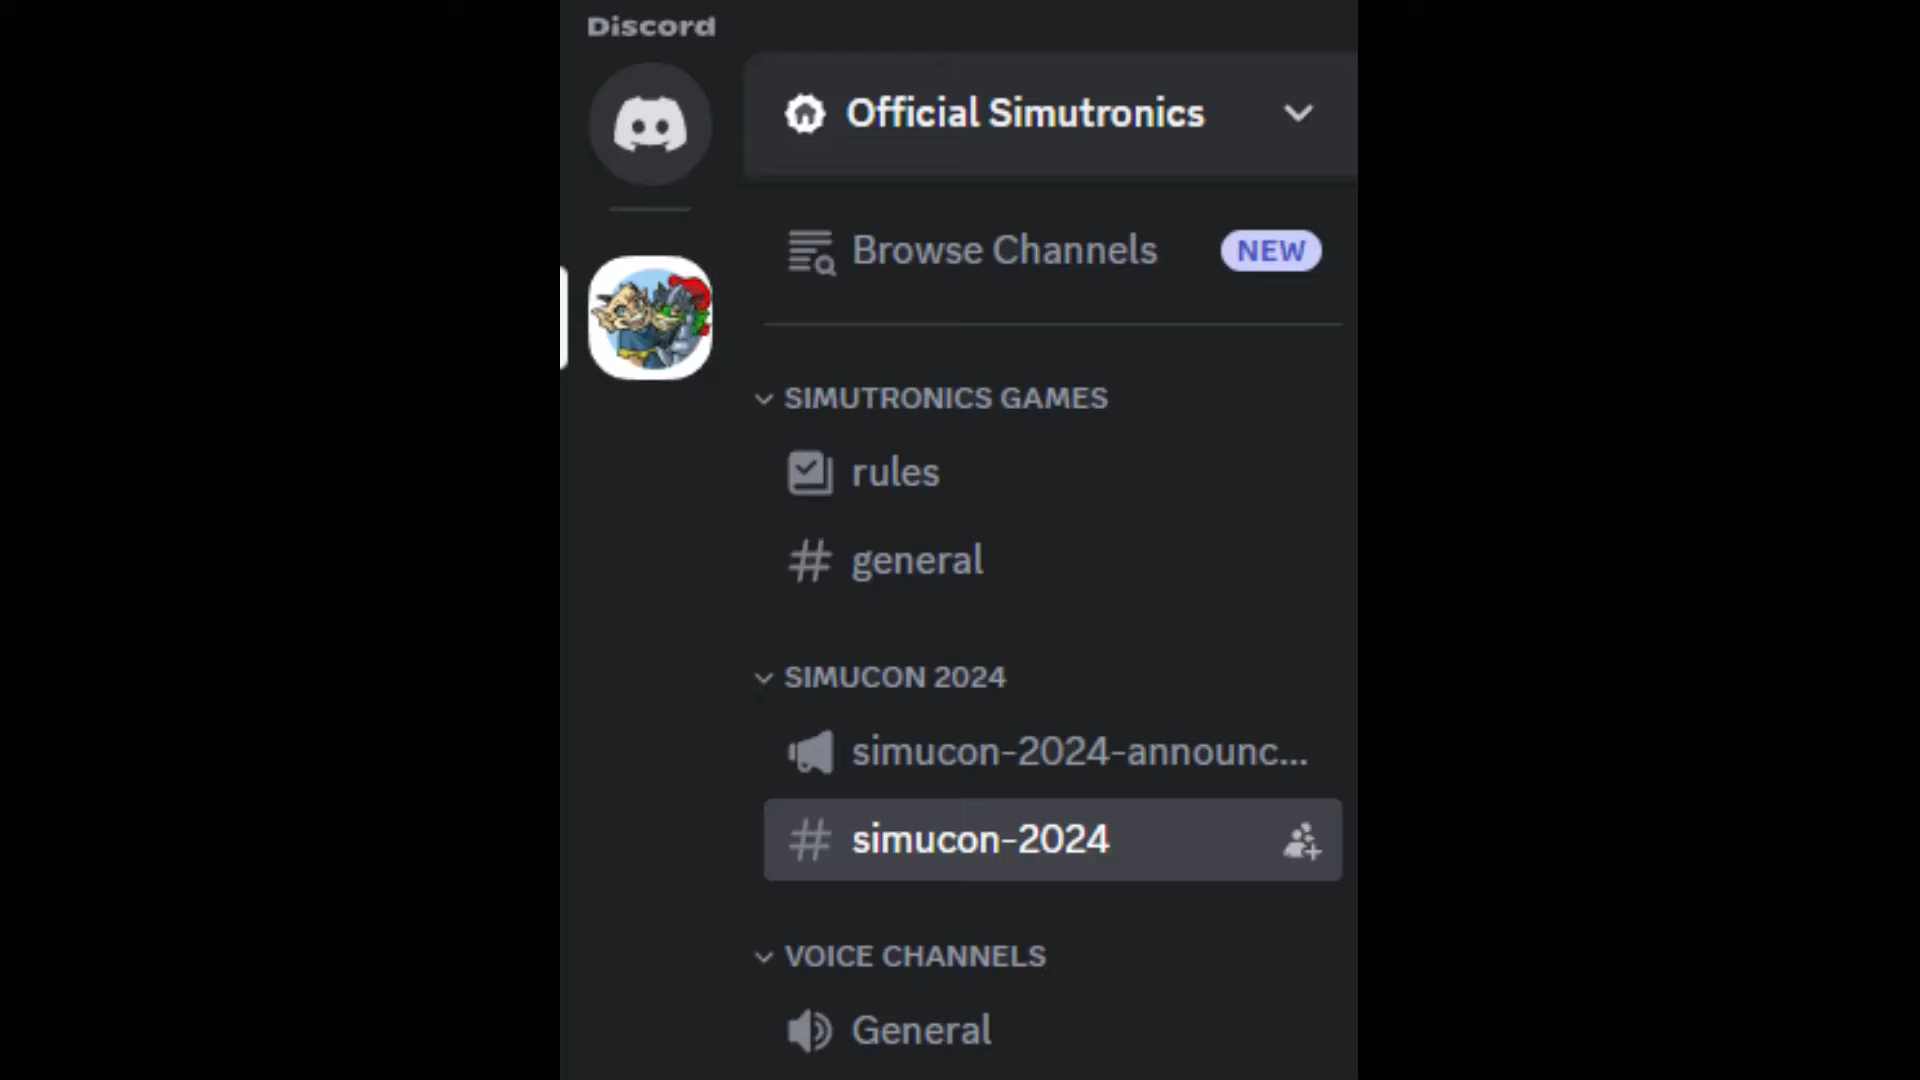 Discord
Official Simutronics
Browse Channels NEW
SIMUTRONICS GAMES
rules
general
SIMUCON 2024
simucon-2024-announc...
simucon-2024
VOICE CHANNELS
General